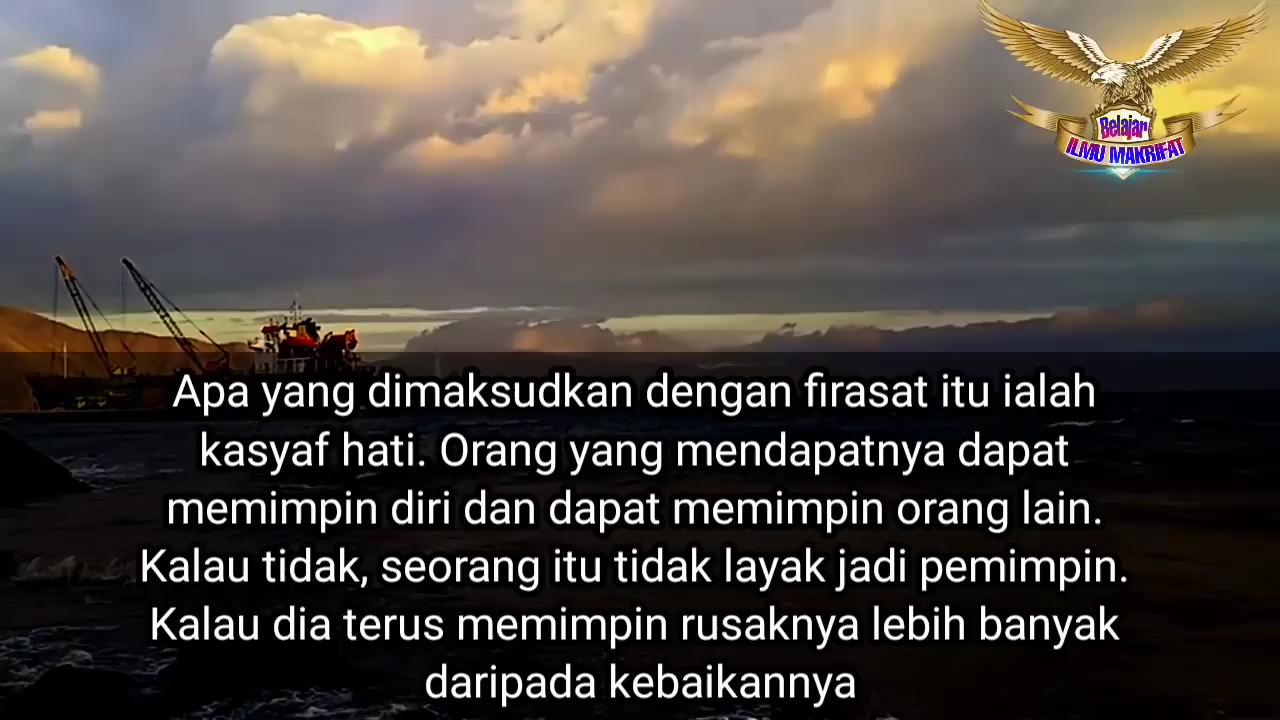 Belajar
ILMU MAKRIFAT
Apa yang dimaksudkan dengan firasat itu ialah
kasyaf hati. Orang yang mendapatnya dapat
memimpin diri dan dapat memimpin orang lain.
Kalau tidak, seorang itu tidak layak jadi pemimpin.
Kalau dia terus memimpin rusaknya lebih banyak
daripada kebaikannya